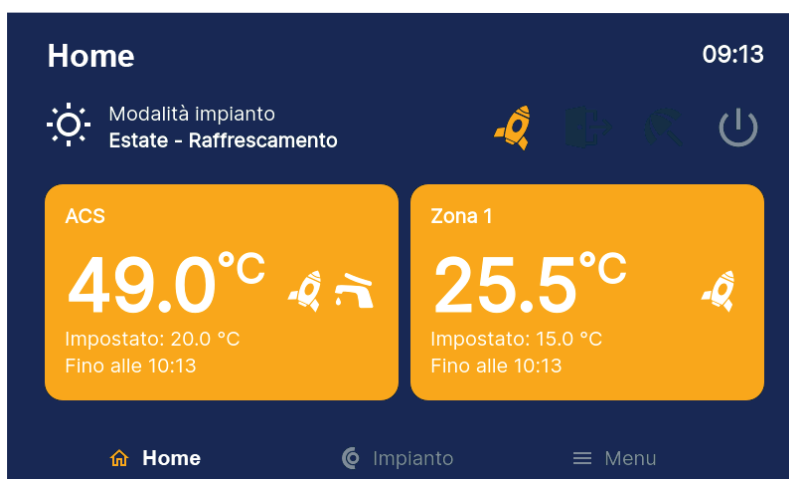 Home
09:13
Modalità impianto
Estate - Raffrescamento
ACS
49.0°C
Impostato: 20.0 °C
Fino alle 10:13
Zona 1
25.5°C
Impostato: 15.0 °C
Fino alle 10:13
Home
Impianto
Menu